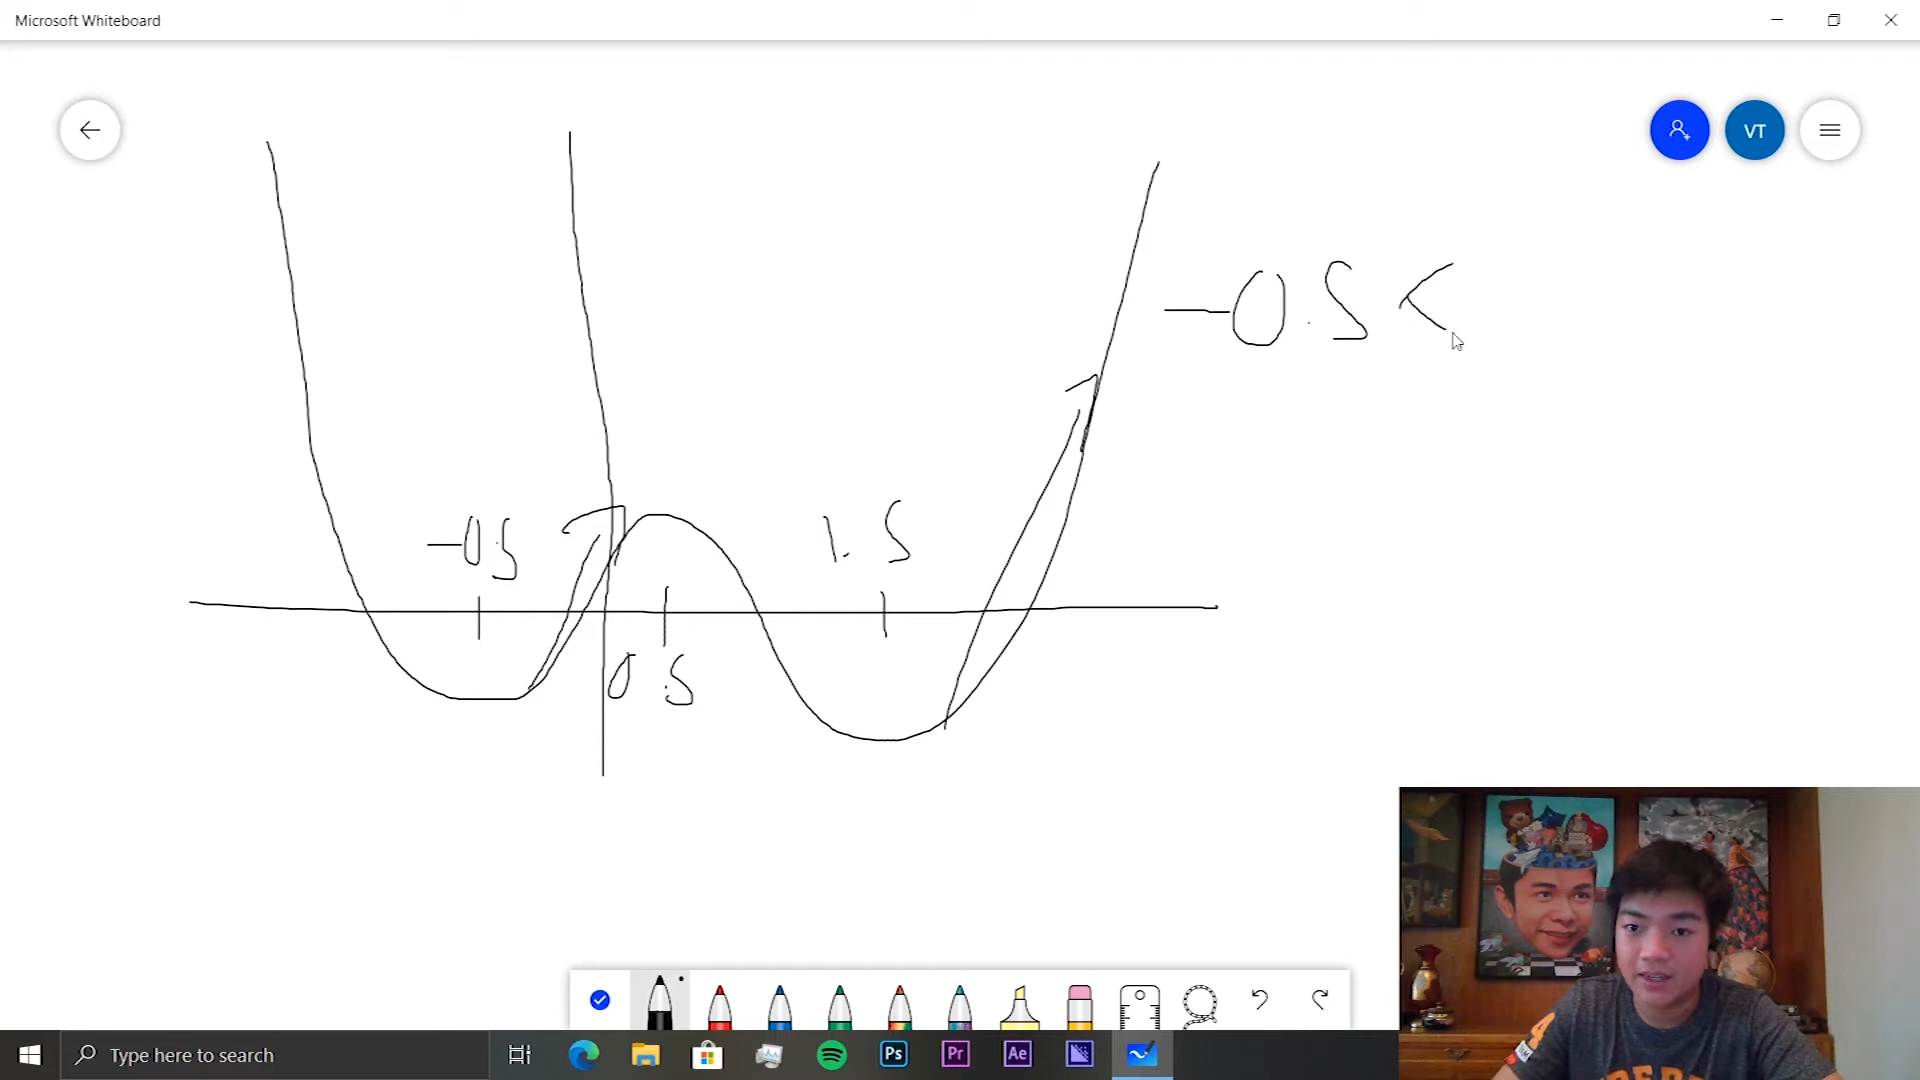 Microsoft Whiteboard
VT
-0.5 <
-0.5
1.5
0.5
Type here to search
Ps
Pr
Ae